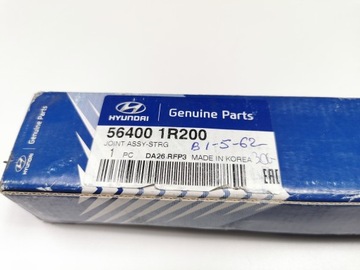 HYUNDAI
Genuine Parts
HYUNDAI
Genuine Parts
56400 1R200
JOINT ASSY-STRG
B1-5-62-
1 PC DA26.RFP3 MADE IN KOREA
EAC